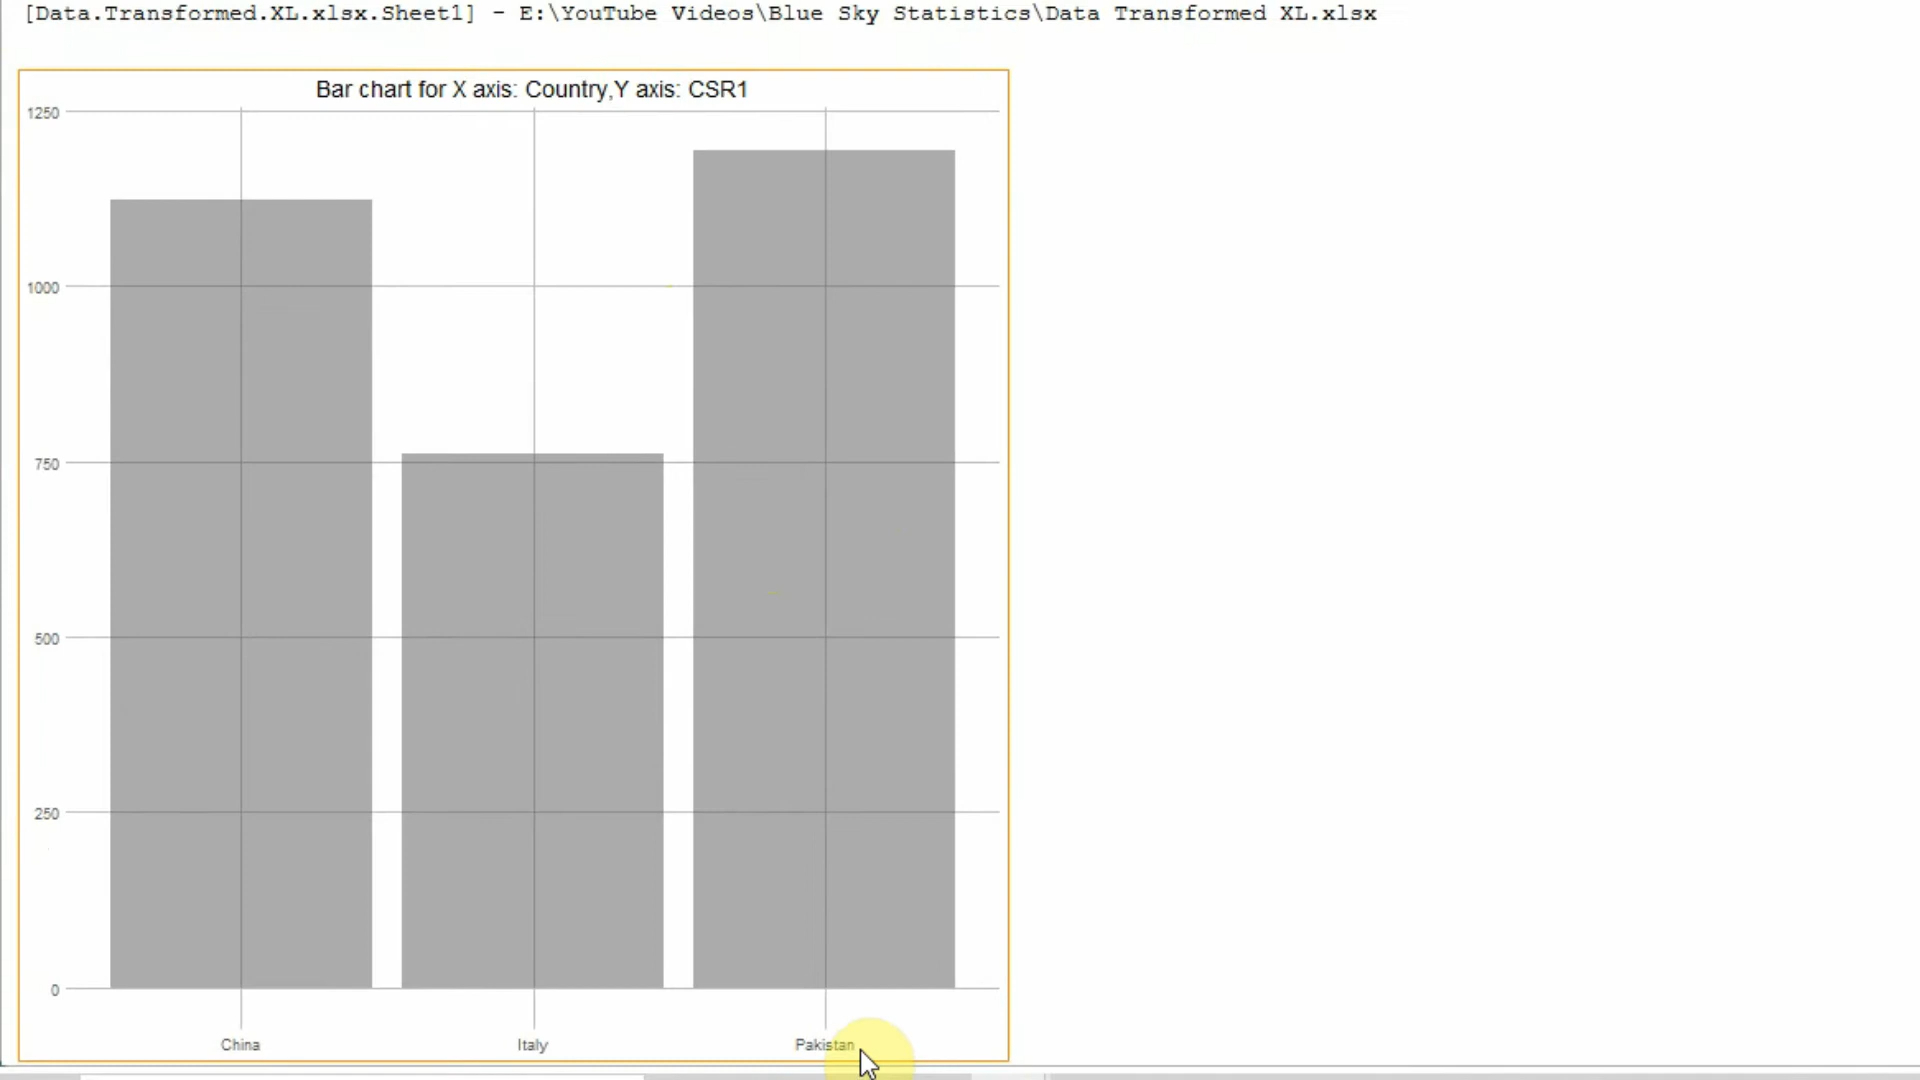 [Data.Transformed.XL.xlsx.Sheet1] - E:\YouTube Videos\Blue Sky Statistics\Data Transformed XL.xlsx
Bar chart for X axis: Country,Y axis: CSR1
1250
1000
750
500
250
0
China Italy Pakistan